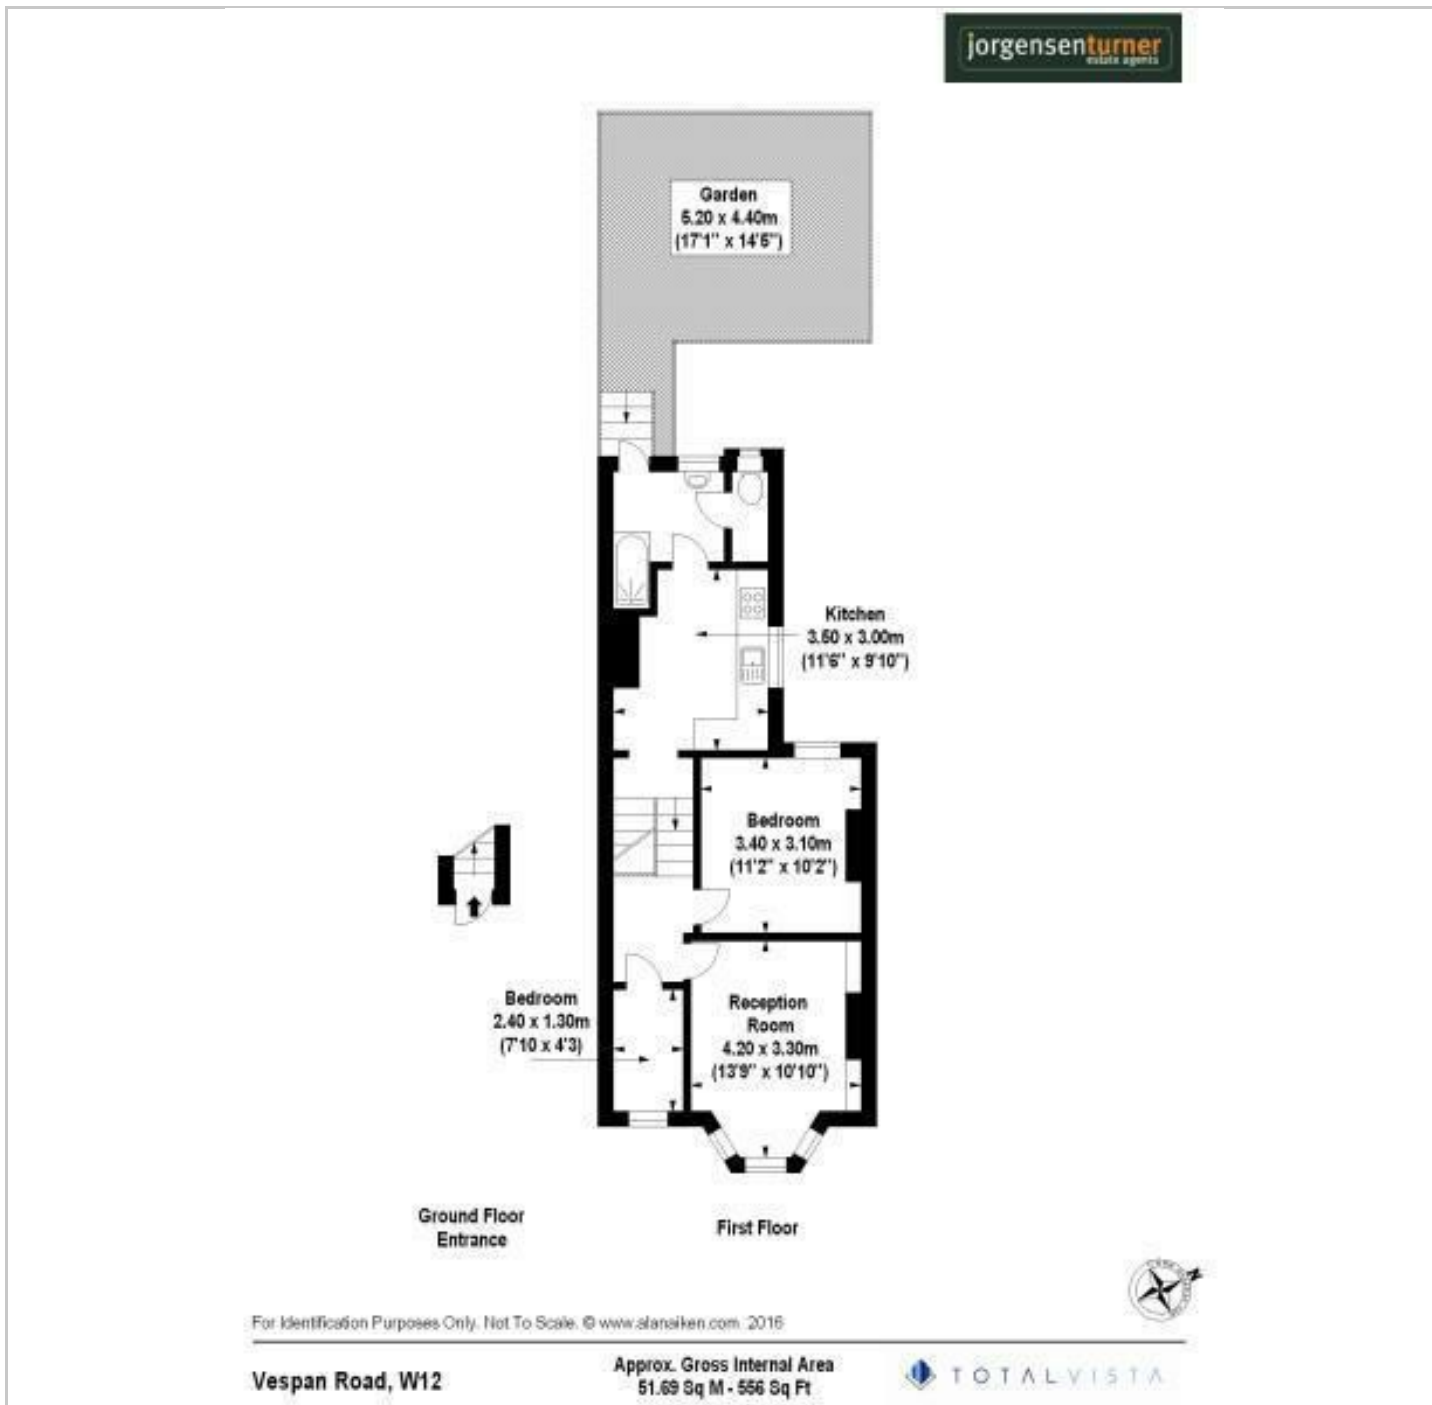 jorgensenturner
estate agents
Garden
5.20 x 4.40m
(17'1" x 14'5")
Kitchen
3.50 x 3.00m
(11'6" x 9'10")
Bedroom
3.40 x 3.10m
(11'2" x 10'2")
Bedroom
2.40 x 1.30m
(7'10 x 4'3)
Reception
Room
4.20 x 3.30m
(13'9" x 10'10")
Ground Floor
Entrance
First Floor
N
For Identification Purposes Only. Not To Scale. © www.alanaiken.com 2016
Vespan Road, W12
Approx. Gross Internal Area
51.69 Sq M - 556 Sq Ft
TOTALVISTA